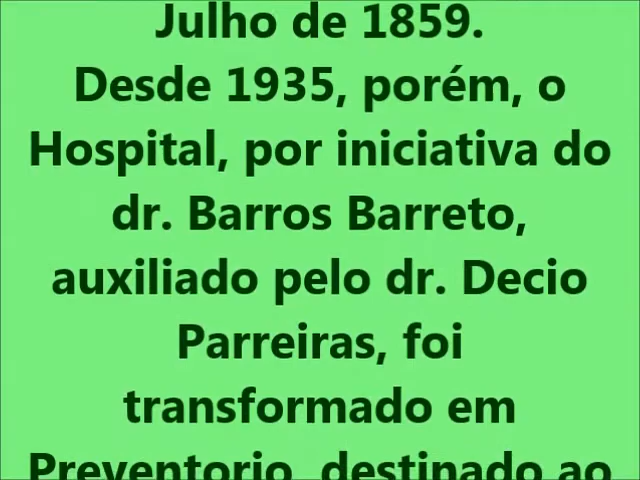 Julho de 1859.
Desde 1935, porém, o
Hospital, por iniciativa do
dr. Barros Barreto,
auxiliado pelo dr. Decio
Parreiras, foi
transformado em
Preventorio, destinado ao